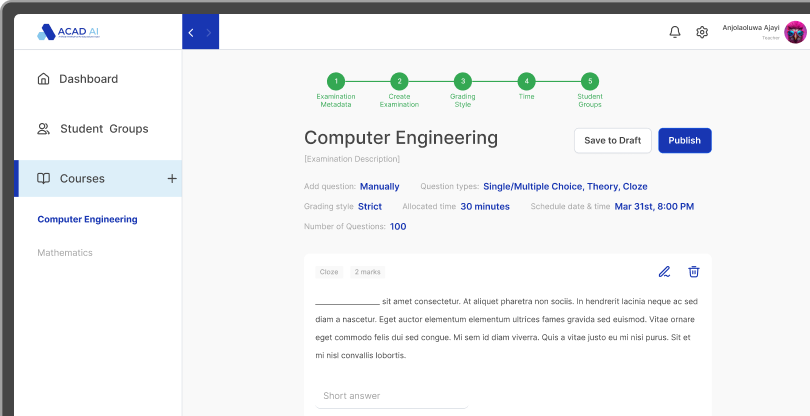 ACAD AI
Anjolaoluwa Ajayi
Teacher
Dashboard
Student Groups
Courses
Computer Engineering
Mathematics
1 2 3 4 5
Examination Metadata
Create Examination
Grading Style
Time
Student Groups
Computer Engineering
Save to Draft
Publish
[Examination Description]
Add question: Manually Question types: Single/Multiple Choice, Theory, Cloze
Grading style Strict Allocated time 30 minutes Schedule date & time Mar 31st, 8:00 PM
Number of Questions: 100
Cloze 2 marks
________________ sit amet consectetur. At aliquet pharetra non sociis. In hendrerit lacinia neque ac sed
diam a nascetur. Eget auctor elementum elementum ultrices fames gravida sed euismod. Vitae ornare
eget commodo felis dui sed congue. Mi sem id diam viverra. Quis a vitae justo eu mi nisi purus. Sit et
mi nisl convallis lobortis.
Short answer